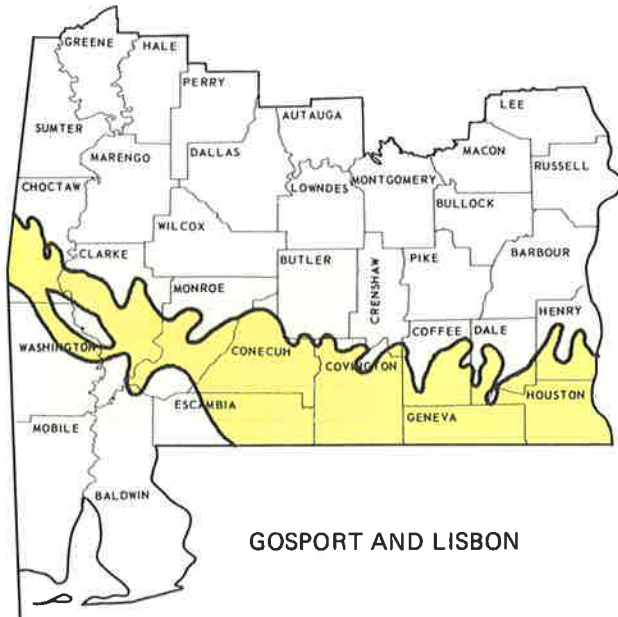 GREENE
HALE
PERRY
LEE
AUTAUGA
SUMTER
MACON
MARENGO
DALLAS
RUSSELL
MONTGOMERY
CHOCTAW
LOWNDES
BULLOCK
WILCOX
CLARKE
BUTLER
PIKE
BARBOUR
CRENSHAW
MONROE
HENRY
COFFEE
DALE
WASHINGTON
CONECUH
COVINGTON
HOUSTON
ESCAMBIA
GENEVA
MOBILE
BALDWIN
GOSPORT AND LISBON